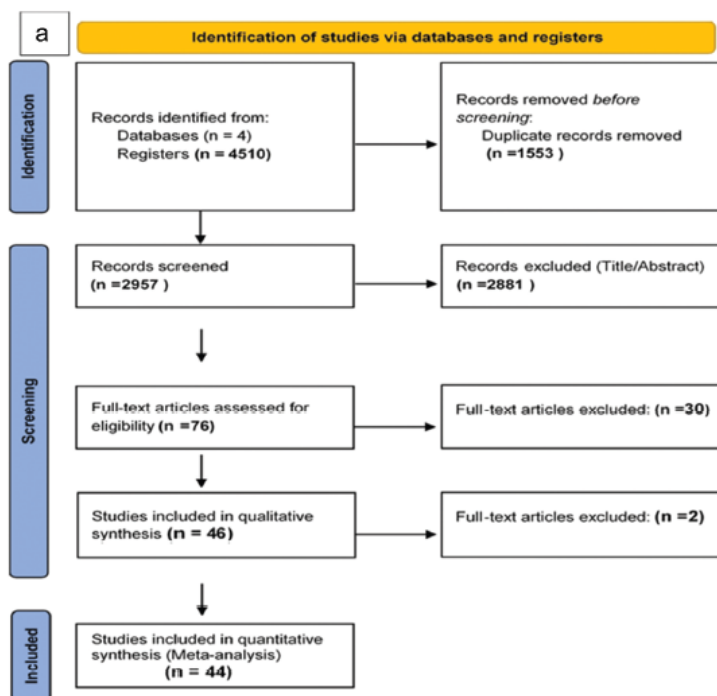 a
Identification of studies via databases and registers
Identification
Records identified from:
Databases (n = 4)
Registers (n = 4510)
Records removed before
screening:
Duplicate records removed
(n =1553 )
Screening
Records screened
(n =2957 )
Records excluded (Title/Abstract)
(n =2881 )
Full-text articles assessed for
eligibility (n =76)
Full-text articles excluded: (n =30)
Studies included in qualitative
synthesis (n = 46)
Full-text articles excluded: (n =2)
Included
Studies included in quantitative
synthesis (Meta-analysis)
(n = 44)